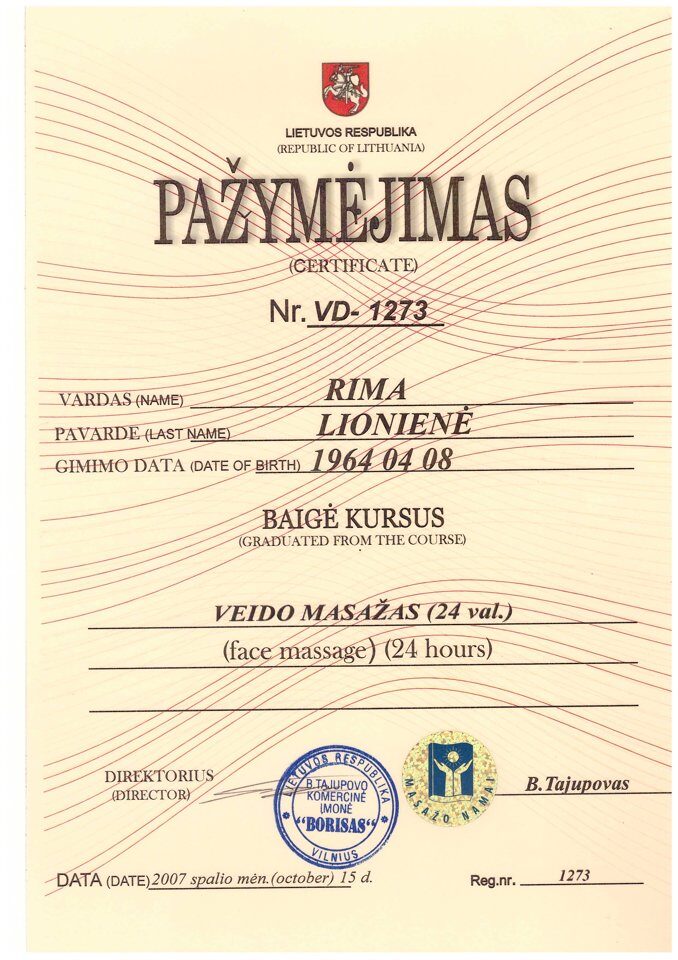 LIETUVOS RESPUBLIKA
(REPUBLIC OF LITHUANIA)
PAŽYMĖJIMAS
(CERTIFICATE)
Nr. VD- 1273
VARDAS (NAME) RIMA
PAVARDE (LAST NAME) LIONIENĖ
GIMIMO DATA (DATE OF BIRTH) 1964 04 08
BAIGĖ KURSUS
(GRADUATED FROM THE COURSE)
VEIDO MASAŽAS (24 val.)
(face massage) (24 hours)
DIREKTORIUS
(DIRECTOR)
LIETUVOS RESPUBLIKA
B.TAJUPOVO
KOMERCINĖ
ĮMONĖ
"BORISAS"
VILNIUS
MASAŽO NAMAI
B.Tajupovas
DATA (DATE) 2007 spalio mėn.(october) 15 d.
Reg.nr. 1273